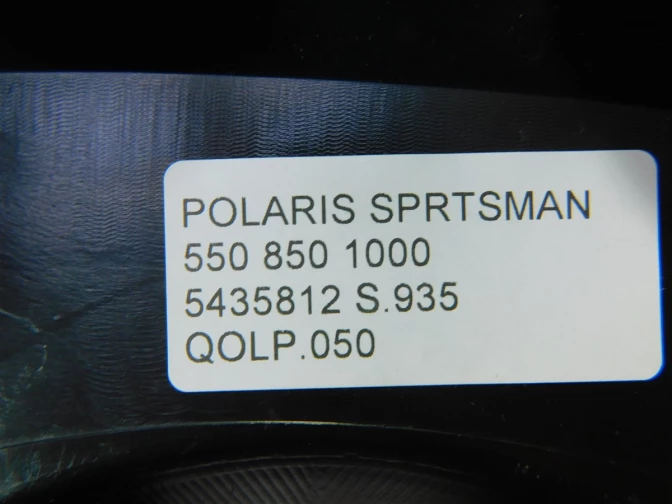 POLARIS SPRTSMAN
550 850 1000
5435812 S.935
QOLP.050